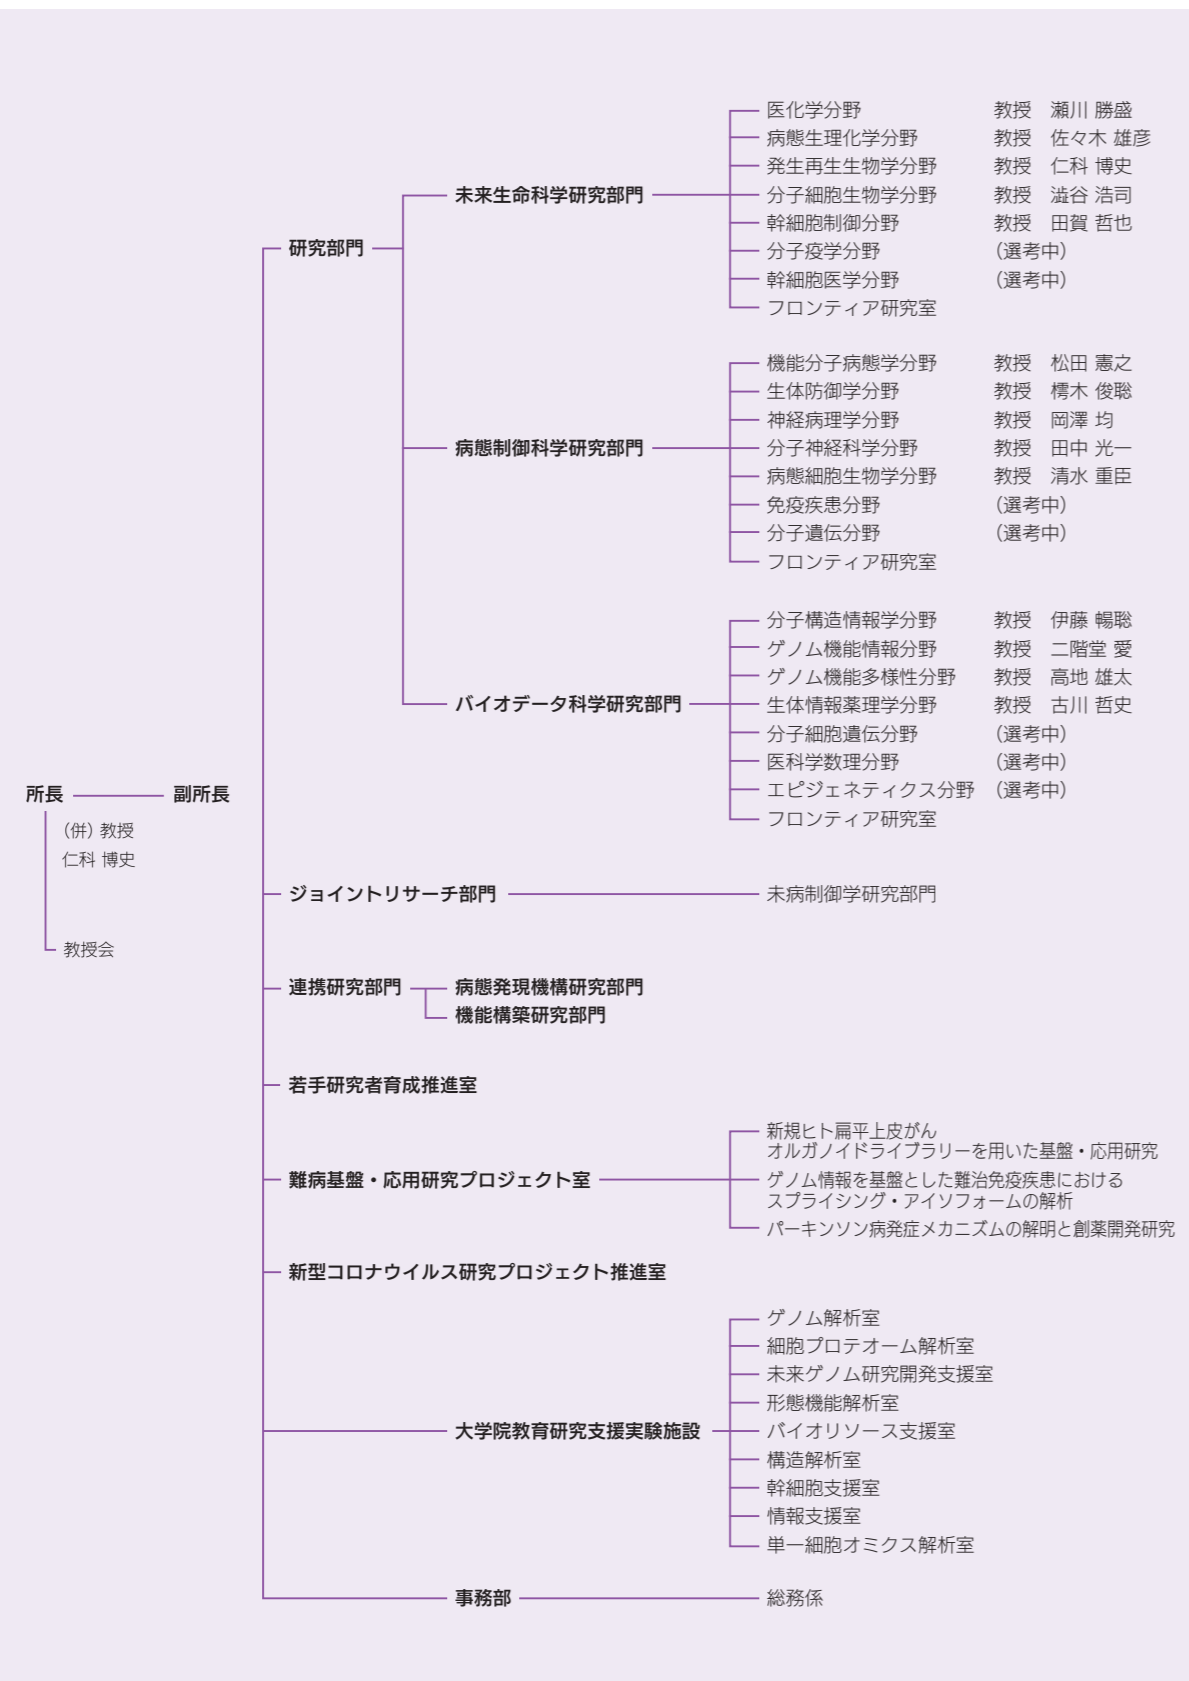 医化学分野 教授 瀬川 勝盛
病態生理化学分野 教授 佐々木 雄彦
発生再生生物学分野 教授 仁科 博史
未来生命科学研究部門
分子細胞生物学分野 教授 澁谷 浩司
幹細胞制御分野 教授 田賀 哲也
研究部門
分子疫学分野 （選考中）
幹細胞医学分野 （選考中）
フロンティア研究室
機能分子病態学分野 教授 松田 憲之
生体防御学分野 教授 樗木 俊聡
神経病理学分野 教授 岡澤 均
病態制御科学研究部門
分子神経科学分野 教授 田中 光一
病態細胞生物学分野 教授 清水 重臣
免疫疾患分野 （選考中）
分子遺伝分野 （選考中）
フロンティア研究室
分子構造情報学分野 教授 伊藤 暢聡
ゲノム機能情報分野 教授 二階堂 愛
ゲノム機能多様性分野 教授 高地 雄太
バイオデータ科学研究部門
生体情報薬理学分野 教授 古川 哲史
分子細胞遺伝分野 （選考中）
医科学数理分野 （選考中）
エピジェネティクス分野 （選考中）
フロンティア研究室
所長
副所長
（併）教授
仁科 博史
教授会
ジョイントリサーチ部門
未病制御学研究部門
連携研究部門
病態発現機構研究部門
機能構築研究部門
若手研究者育成推進室
難病基盤・応用研究プロジェクト室
新規ヒト扁平上皮がん
オルガノイドライブラリーを用いた基盤・応用研究
ゲノム情報を基盤とした難治免疫疾患における
スプライシング・アイソフォームの解析
パーキンソン病発症メカニズムの解明と創薬開発研究
新型コロナウイルス研究プロジェクト推進室
大学院教育研究支援実験施設
ゲノム解析室
細胞プロテオーム解析室
未来ゲノム研究開発支援室
形態機能解析室
バイオリソース支援室
構造解析室
幹細胞支援室
情報支援室
単一細胞オミクス解析室
事務部
総務係